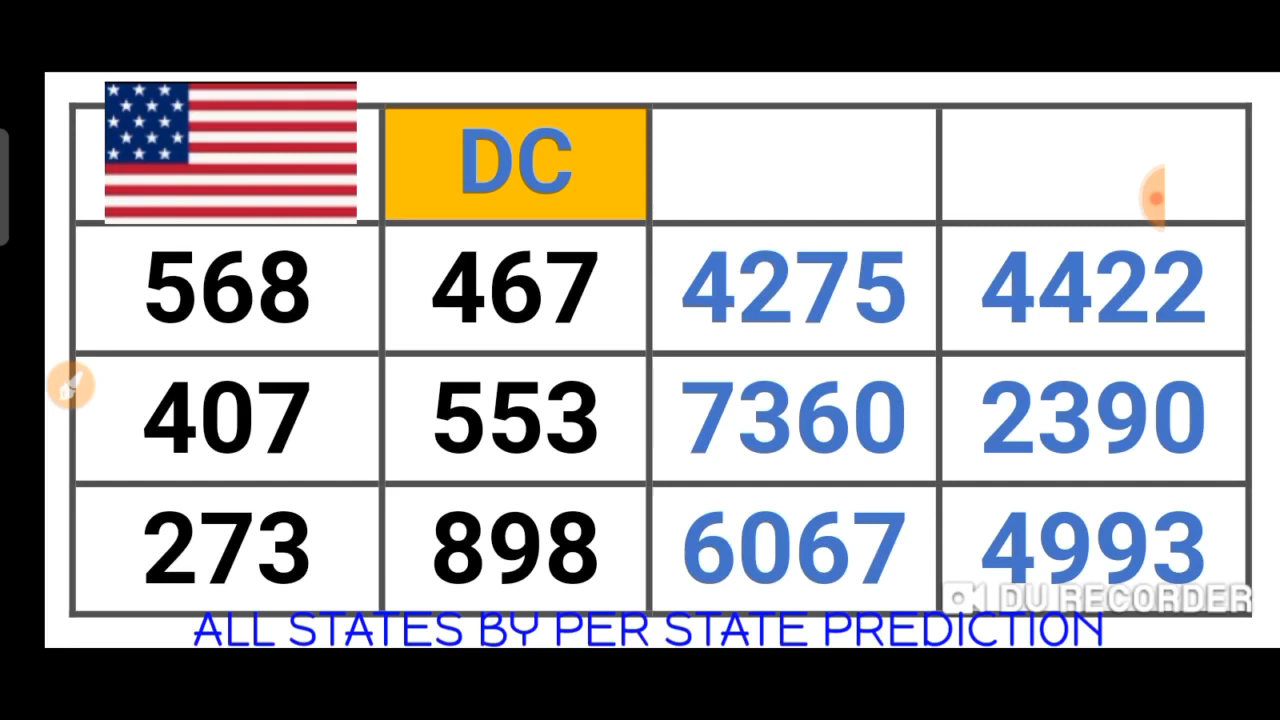 DC
568 467 4275 4422
407 553 7360 2390
273 898 6067 4993
DU RECORDER
ALL STATES BY PER STATE PREDICTION